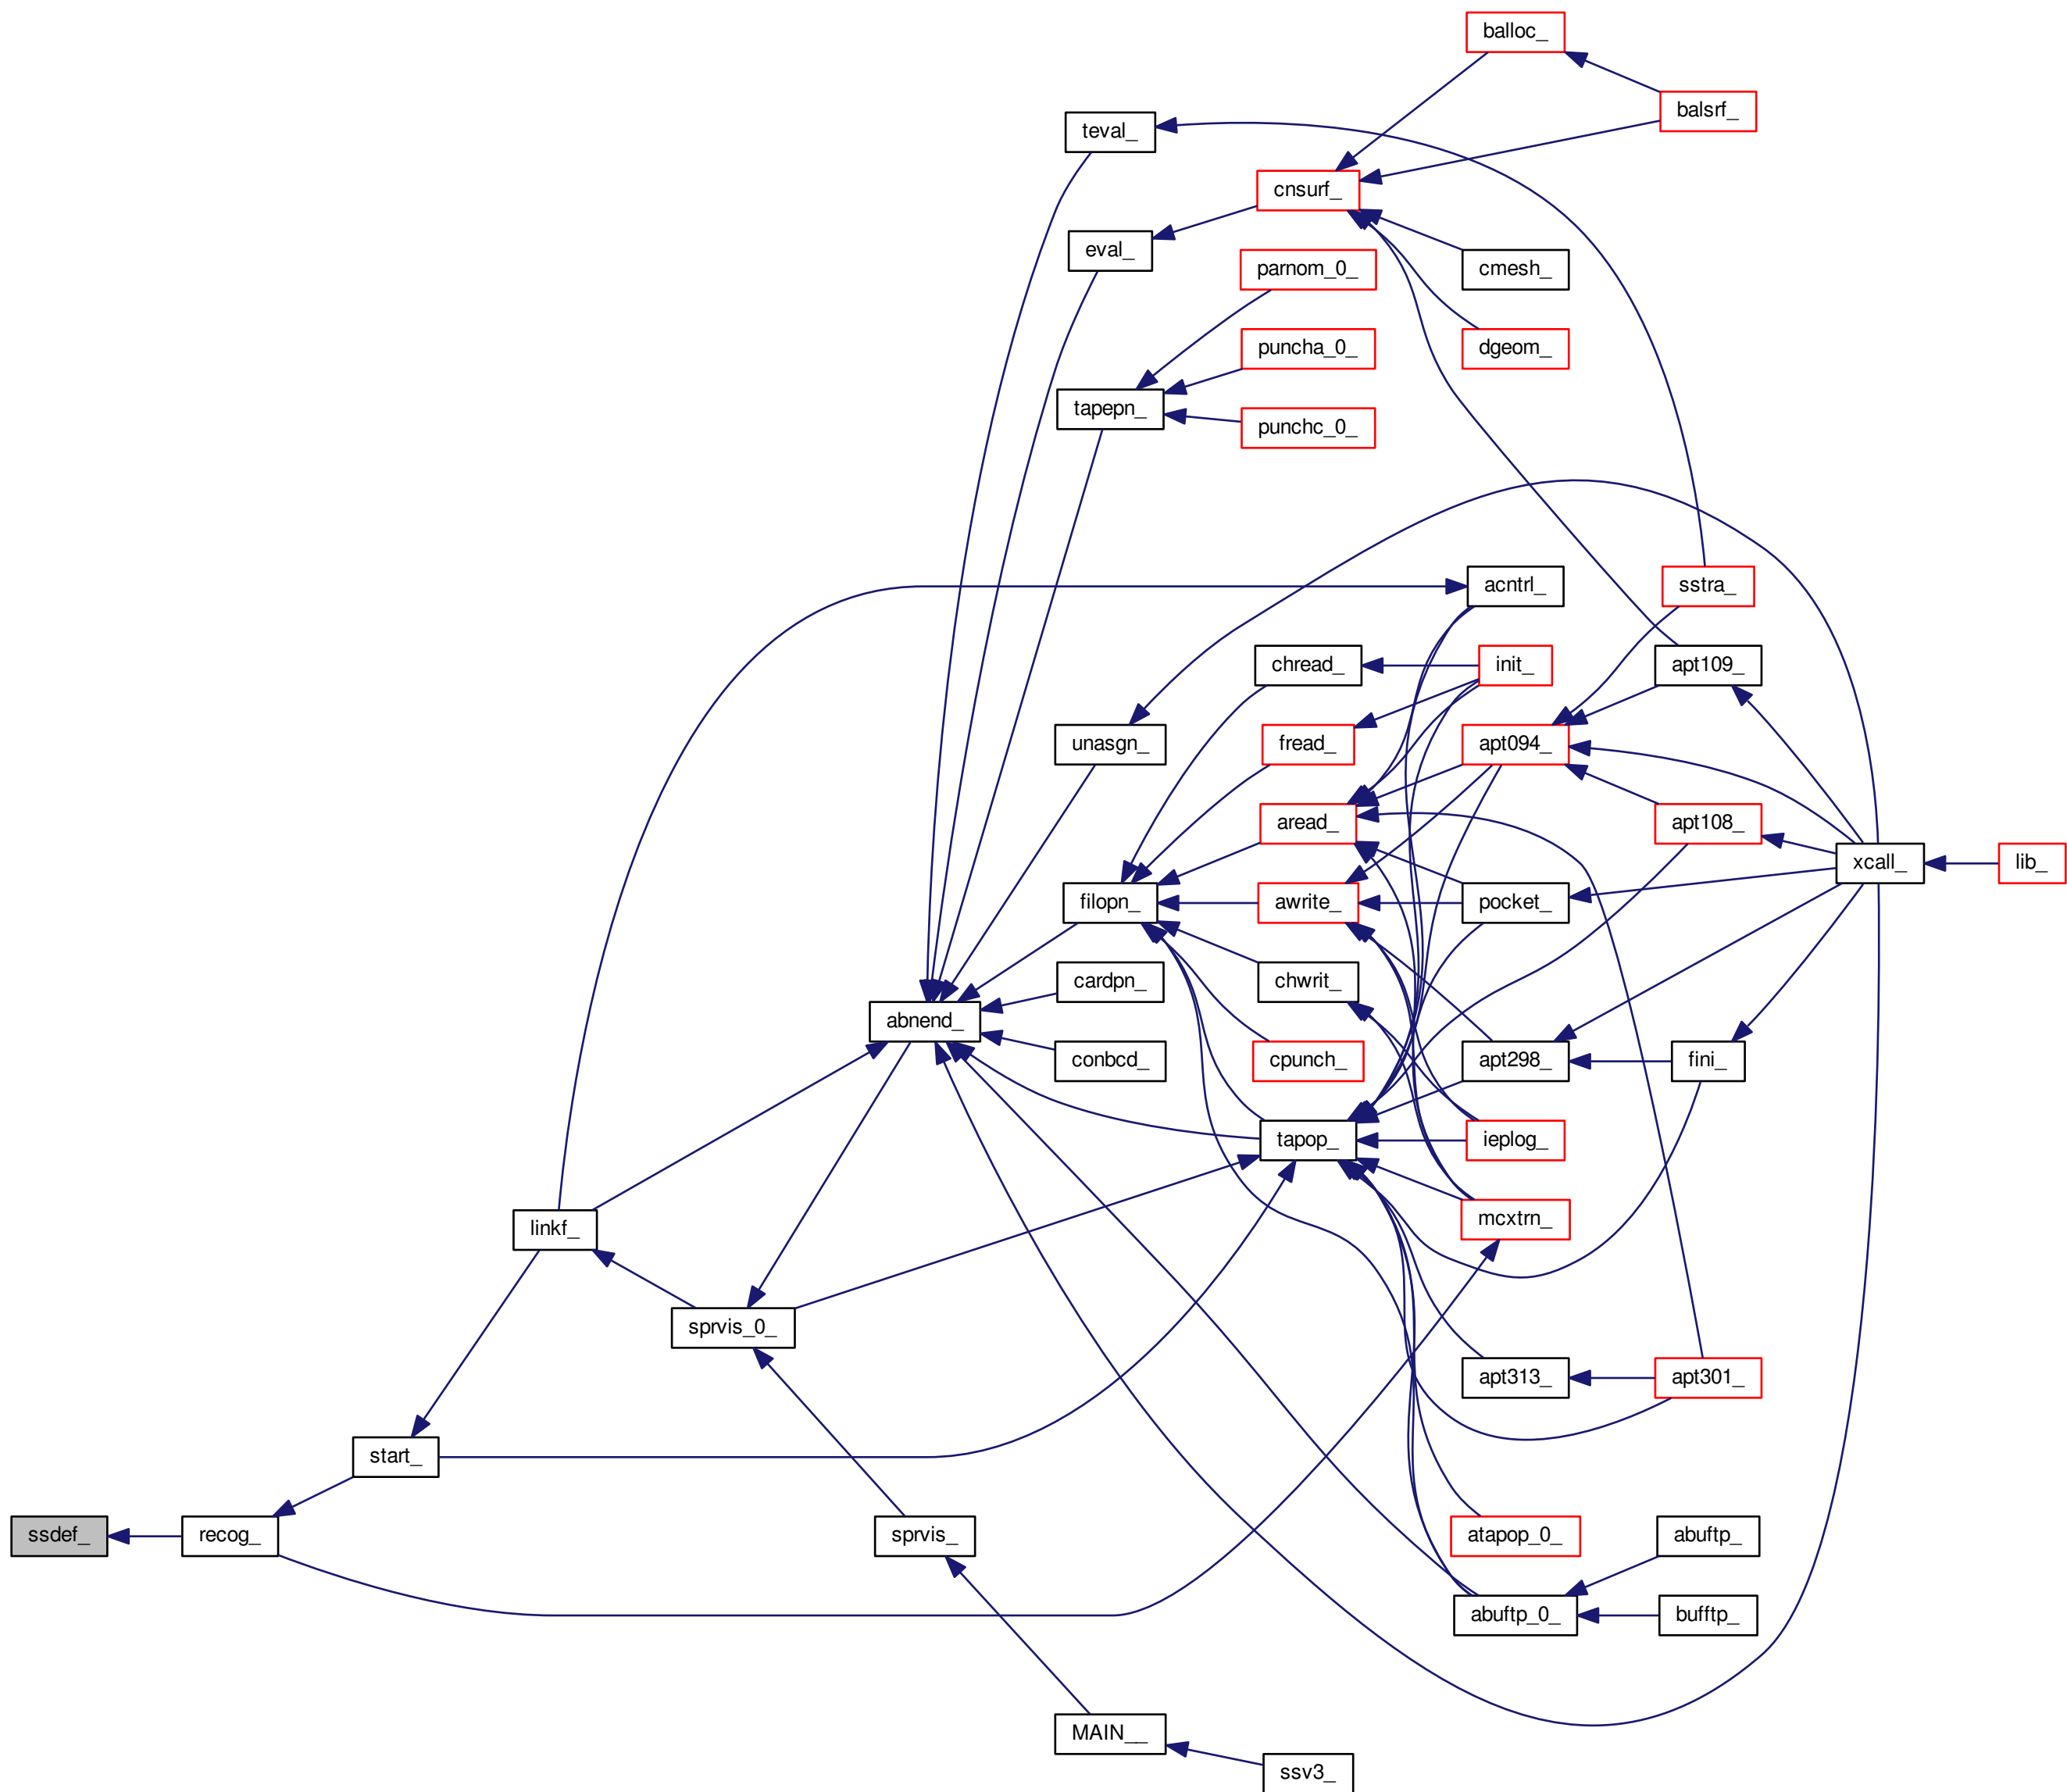 balloc_
balsrf_
teval_
cnsurf_
eval_
parnom_0_
cmesh_
puncha_0_
dgeom_
tapepn_
punchc_0_
acntrl_
sstra_
chread_
init_
apt109_
unasgn_
fread_
apt094_
aread_
apt108_
xcall_
lib_
filopn_
awrite_
pocket_
cardpn_
chwrit_
abnend_
conbcd_
cpunch_
apt298_
fini_
tapop_
ieplog_
linkf_
mcxtrn_
sprvis_0_
apt313_
apt301_
start_
ssdef_
recog_
sprvis_
atapop_0_
abuftp_
abuftp_0_
bufftp_
MAIN__
ssv3_